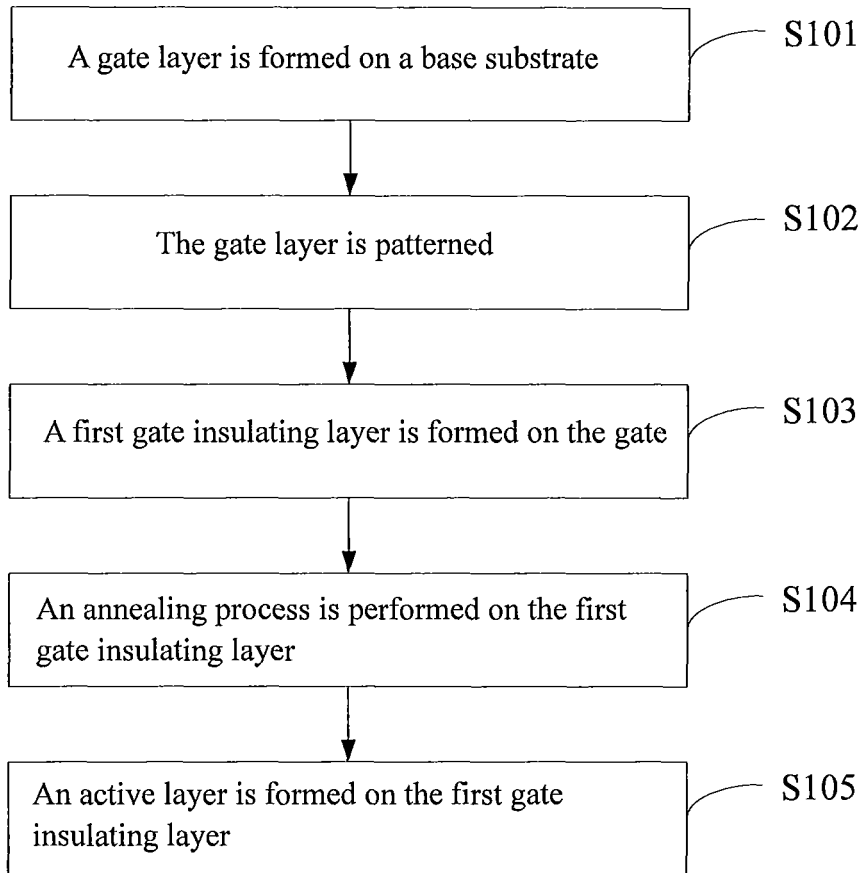 A gate layer is formed on a base substrate
S101
The gate layer is patterned
S102
A first gate insulating layer is formed on the gate
S103
An annealing process is performed on the first
gate insulating layer
S104
An active layer is formed on the first gate
insulating layer
S105